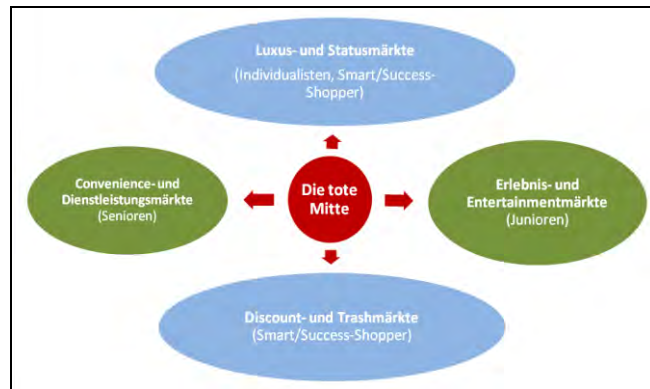 Luxus- und Statusmärkte
(Individualisten, Smart/Success-
Shopper)
Convenience- und
Dienstleistungsmärkte
(Senioren)
Die tote
Mitte
Erlebnis- und
Entertainmentmärkte
(Junioren)
Discount- und Trashmärkte
(Smart/Success-Shopper)